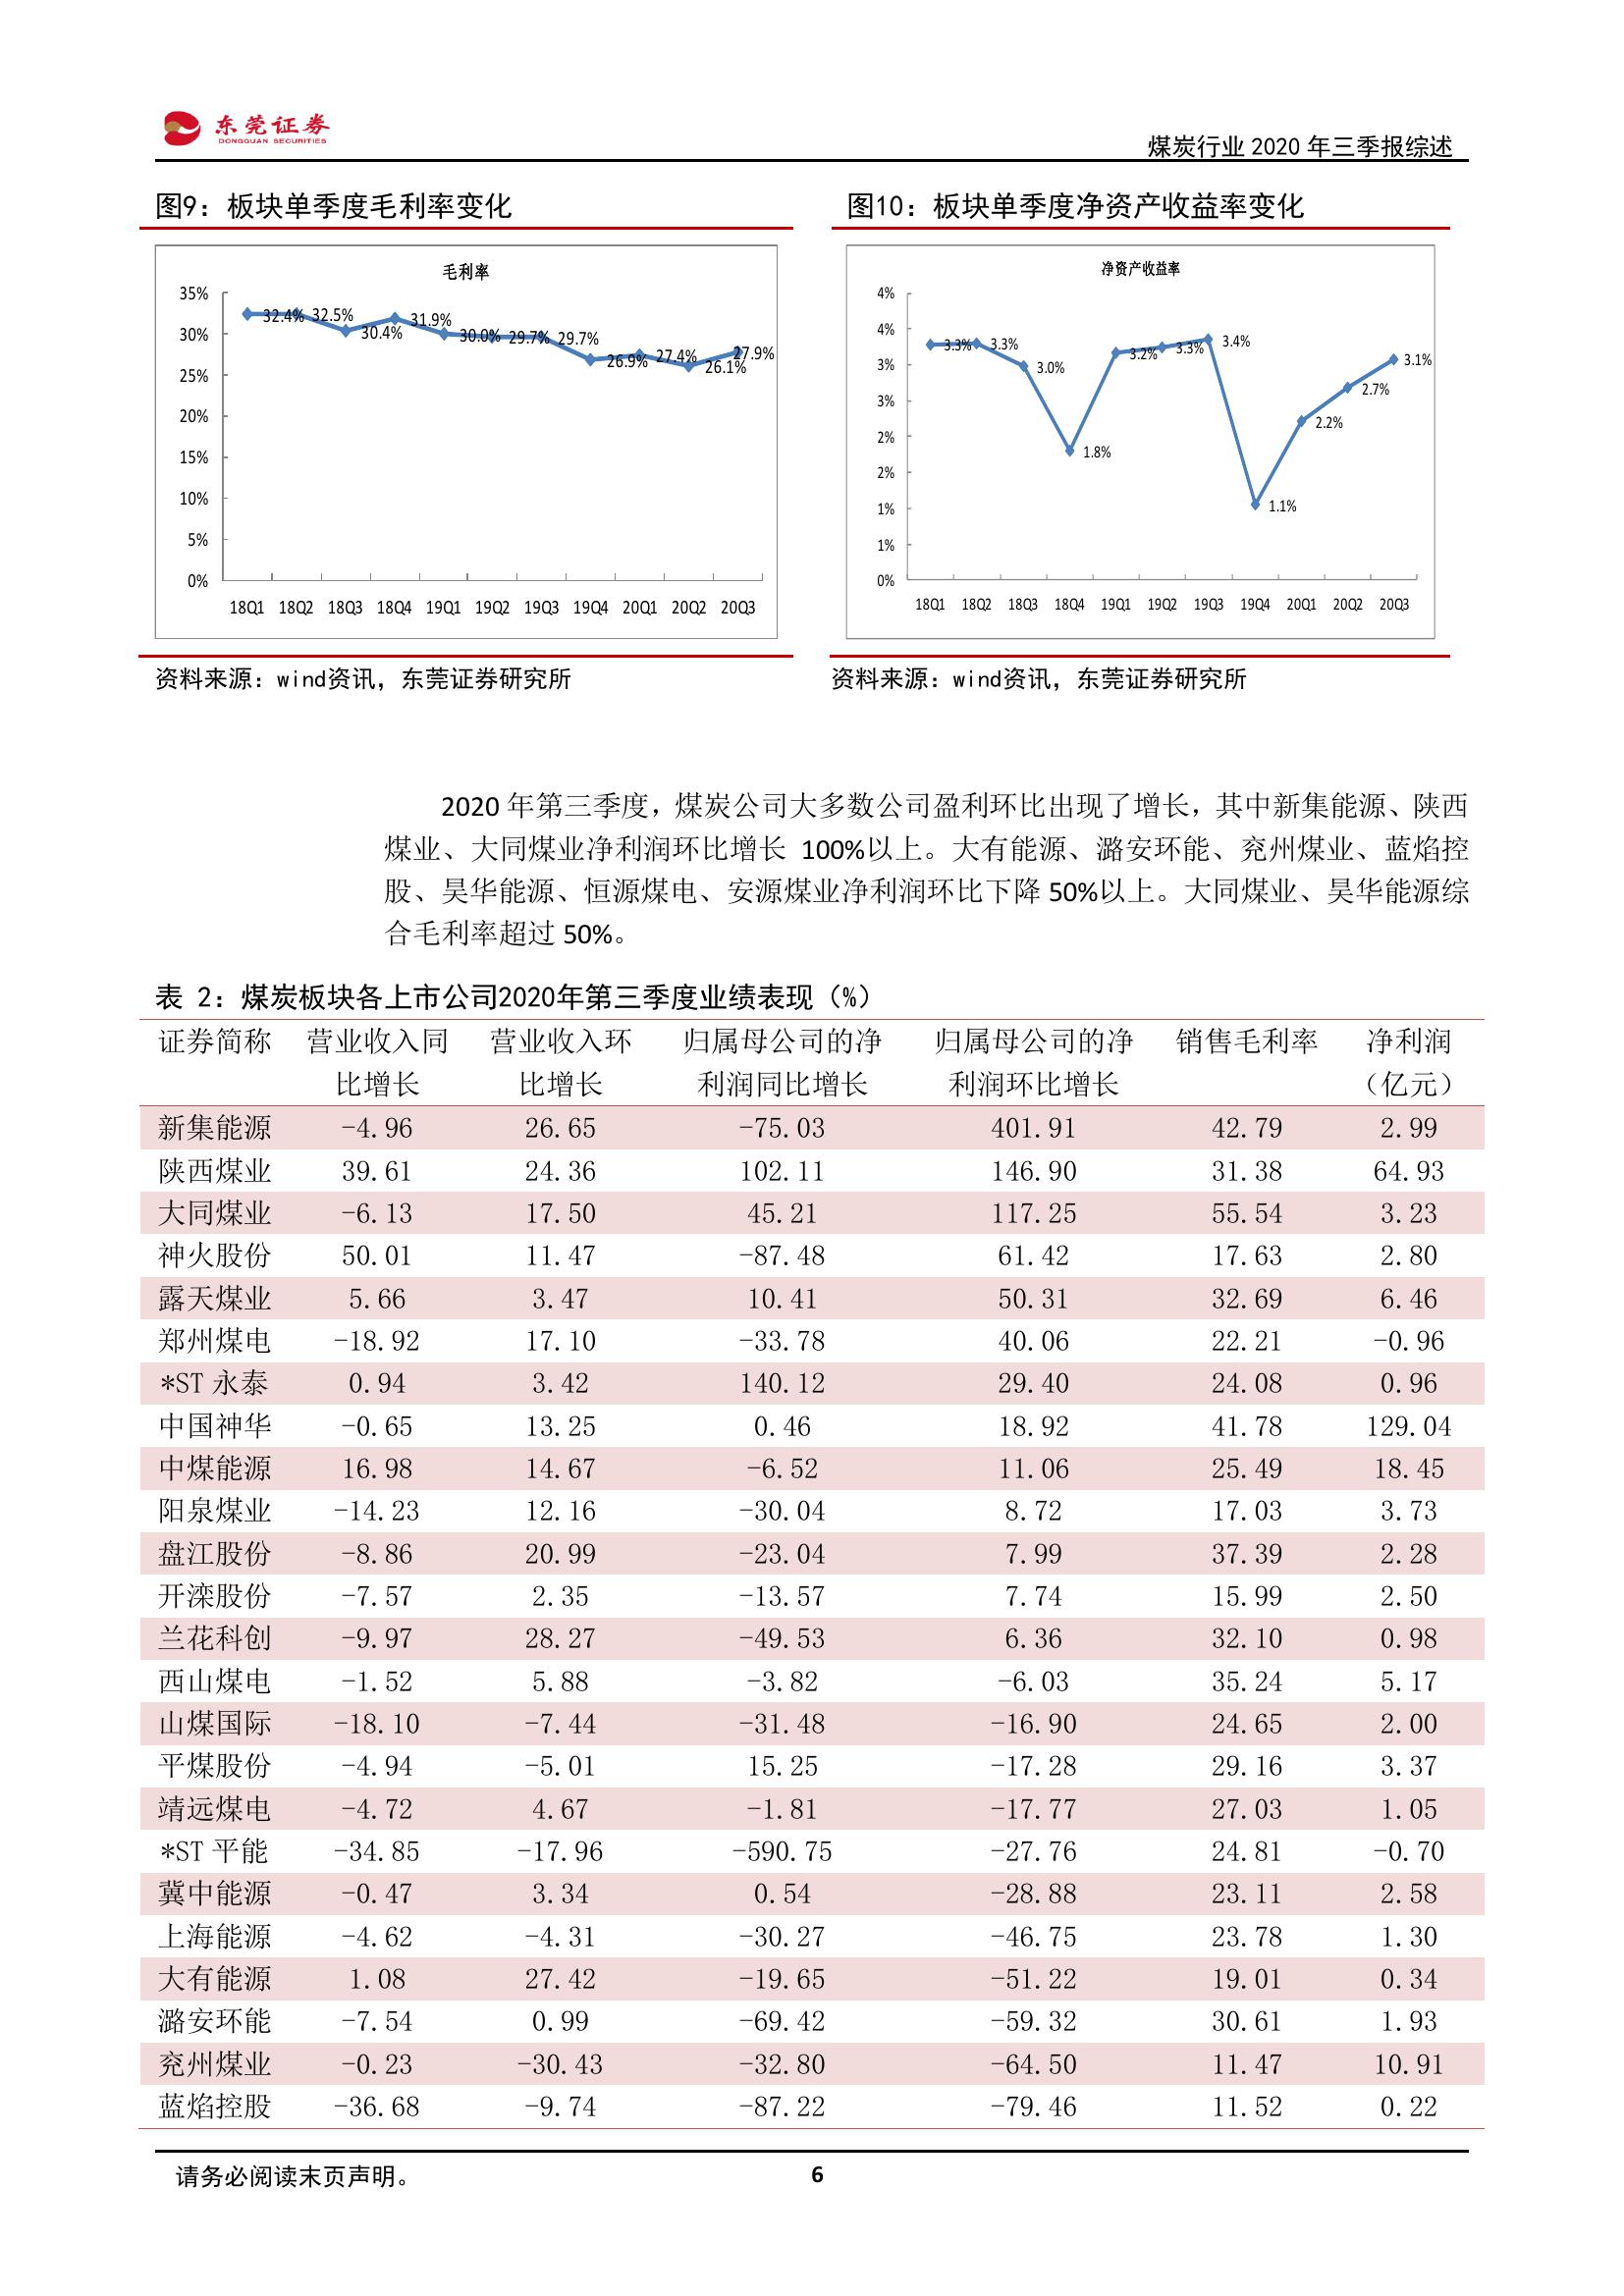 东莞证券
DONGGUAN SECURITIES
煤炭行业 2020 年三季报综述
图9：板块单季度毛利率变化
毛利率
35%
30%
25%
20%
15%
10%
5%
0%
32.4% 32.5% 30.4% 31.9% 30.0% 29.7% 29.7% 26.9% 27.4% 26.1% 27.9%
18Q1 18Q2 18Q3 18Q4 19Q1 19Q2 19Q3 19Q4 20Q1 20Q2 20Q3
资料来源：wind资讯，东莞证券研究所
图10：板块单季度净资产收益率变化
净资产收益率
4%
4%
3%
3%
2%
2%
1%
1%
0%
3.3% 3.3% 3.0% 1.8% 3.2% 3.3% 3.4% 1.1% 2.2% 2.7% 3.1%
18Q1 18Q2 18Q3 18Q4 19Q1 19Q2 19Q3 19Q4 20Q1 20Q2 20Q3
资料来源：wind资讯，东莞证券研究所
2020 年第三季度，煤炭公司大多数公司盈利环比出现了增长，其中新集能源、陕西
煤业、大同煤业净利润环比增长 100%以上。大有能源、潞安环能、兖州煤业、蓝焰控
股、昊华能源、恒源煤电、安源煤业净利润环比下降 50%以上。大同煤业、昊华能源综
合毛利率超过 50%。
表 2：煤炭板块各上市公司2020年第三季度业绩表现（%）
证券简称 营业收入同 营业收入环 归属母公司的净 归属母公司的净 销售毛利率 净利润
比增长 比增长 利润同比增长 利润环比增长 （亿元）
新集能源 -4.96 26.65 -75.03 401.91 42.79 2.99
陕西煤业 39.61 24.36 102.11 146.90 31.38 64.93
大同煤业 -6.13 17.50 45.21 117.25 55.54 3.23
神火股份 50.01 11.47 -87.48 61.42 17.63 2.80
露天煤业 5.66 3.47 10.41 50.31 32.69 6.46
郑州煤电 -18.92 17.10 -33.78 40.06 22.21 -0.96
*ST 永泰 0.94 3.42 140.12 29.40 24.08 0.96
中国神华 -0.65 13.25 0.46 18.92 41.78 129.04
中煤能源 16.98 14.67 -6.52 11.06 25.49 18.45
阳泉煤业 -14.23 12.16 -30.04 8.72 17.03 3.73
盘江股份 -8.86 20.99 -23.04 7.99 37.39 2.28
开滦股份 -7.57 2.35 -13.57 7.74 15.99 2.50
兰花科创 -9.97 28.27 -49.53 6.36 32.10 0.98
西山煤电 -1.52 5.88 -3.82 -6.03 35.24 5.17
山煤国际 -18.10 -7.44 -31.48 -16.90 24.65 2.00
平煤股份 -4.94 -5.01 15.25 -17.28 29.16 3.37
靖远煤电 -4.72 4.67 -1.81 -17.77 27.03 1.05
*ST 平能 -34.85 -17.96 -590.75 -27.76 24.81 -0.70
冀中能源 -0.47 3.34 0.54 -28.88 23.11 2.58
上海能源 -4.62 -4.31 -30.27 -46.75 23.78 1.30
大有能源 1.08 27.42 -19.65 -51.22 19.01 0.34
潞安环能 -7.54 0.99 -69.42 -59.32 30.61 1.93
兖州煤业 -0.23 -30.43 -32.80 -64.50 11.47 10.91
蓝焰控股 -36.68 -9.74 -87.22 -79.46 11.52 0.22
请务必阅读末页声明。
6